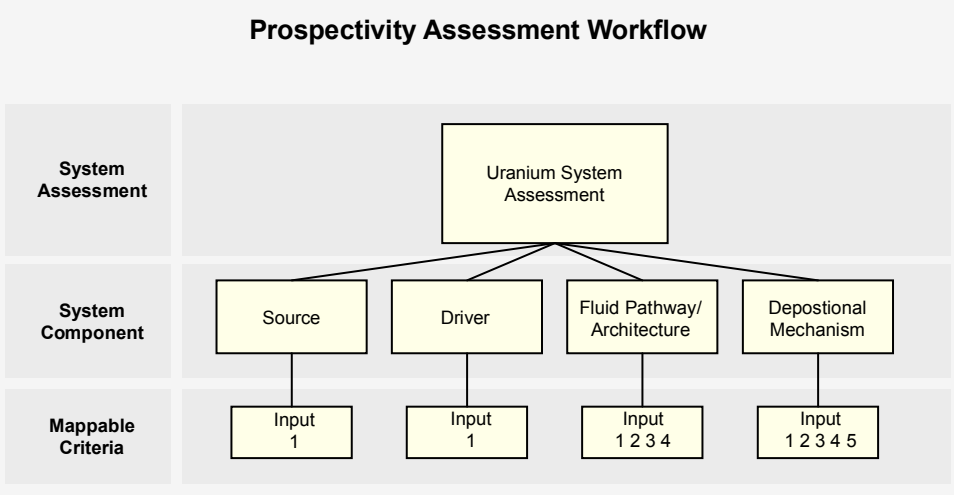 Prospectivity Assessment Workflow
System
Assessment
Uranium System
Assessment
System
Component
Source
Driver
Fluid Pathway/
Architecture
Depostional
Mechanism
Mappable
Criteria
Input
1
Input
1
Input
1 2 3 4
Input
1 2 3 4 5